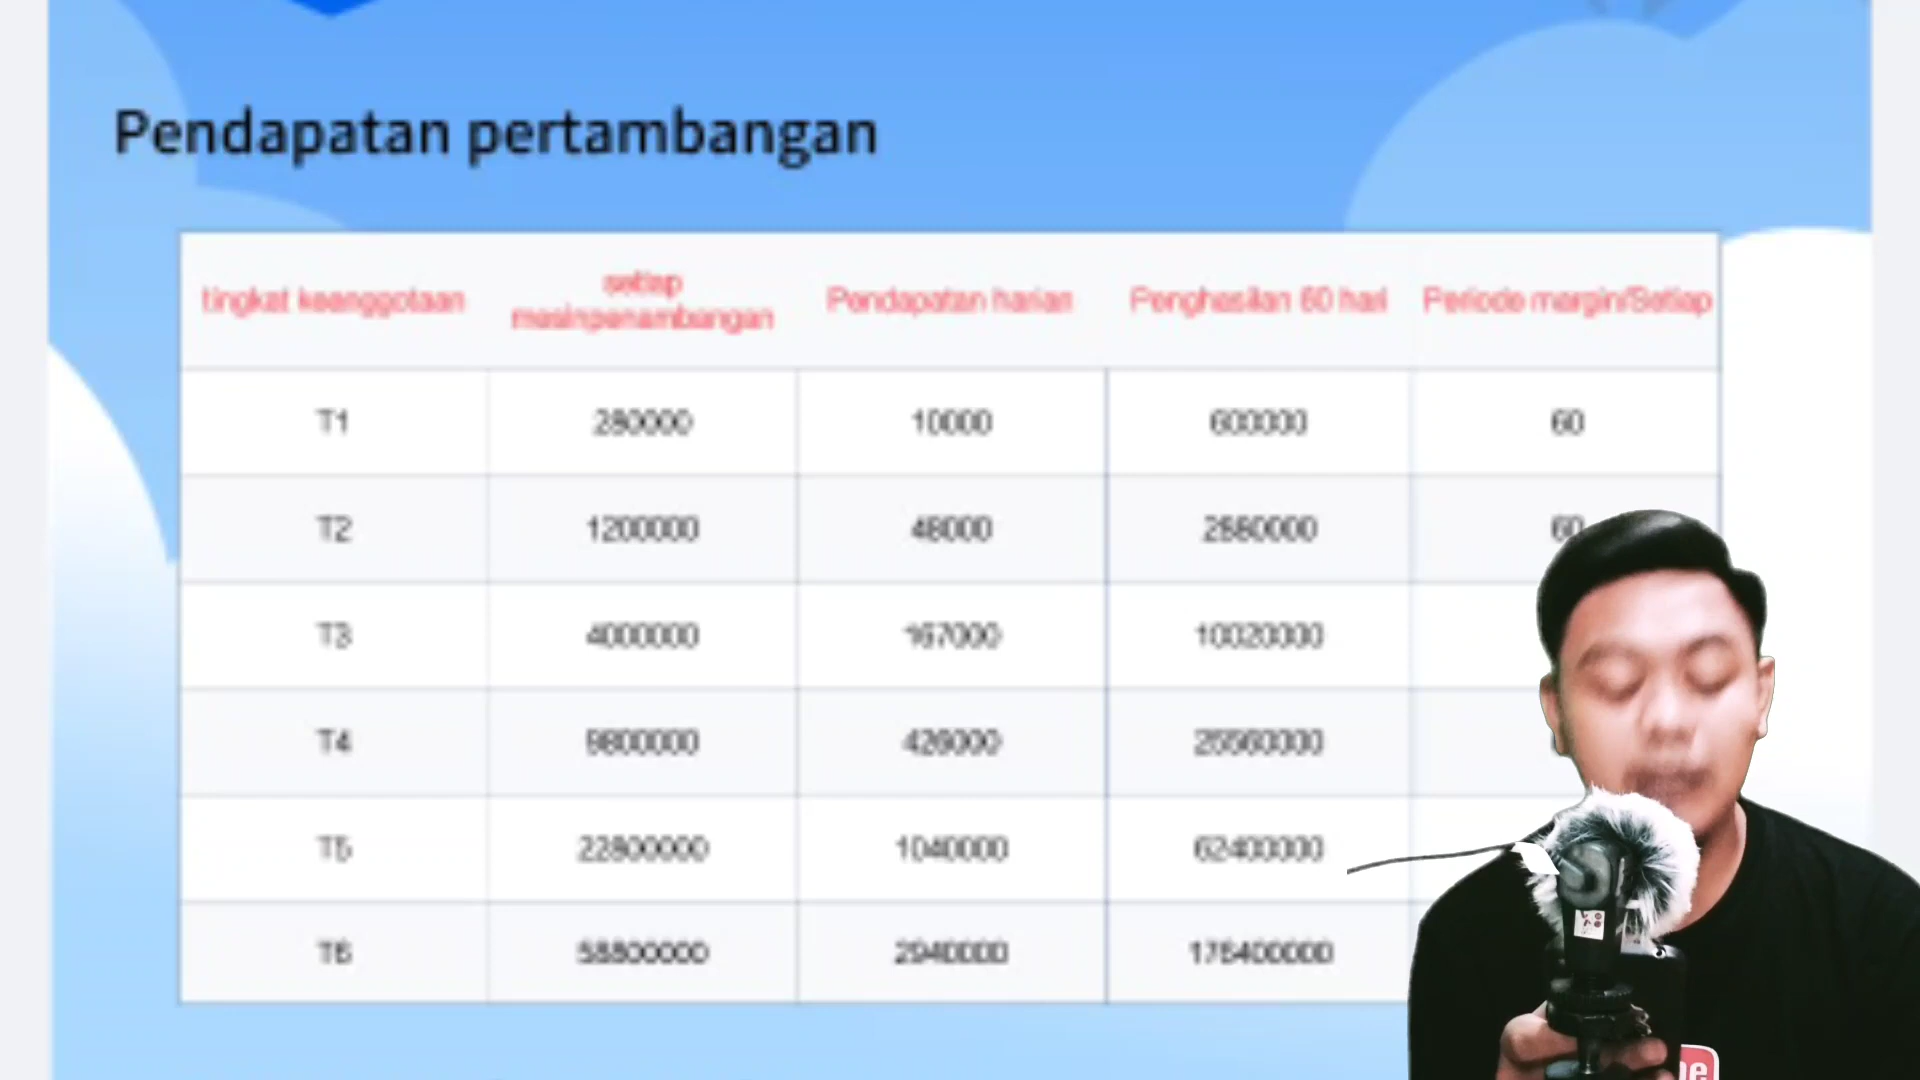 Pendapatan pertambangan
tingkat keanggotaan
setiap
mesinpenambangan
Pendapatan harian
Penghasilan 60 hari
Periode margin/Setiap
T1 280000 10000 600000 60
T2 1200000 48000 2880000 60
T3 4000000 167000 10020000
T4 9800000 426000 25560000
T5 22800000 1040000 62400000
T6 58800000 2940000 176400000